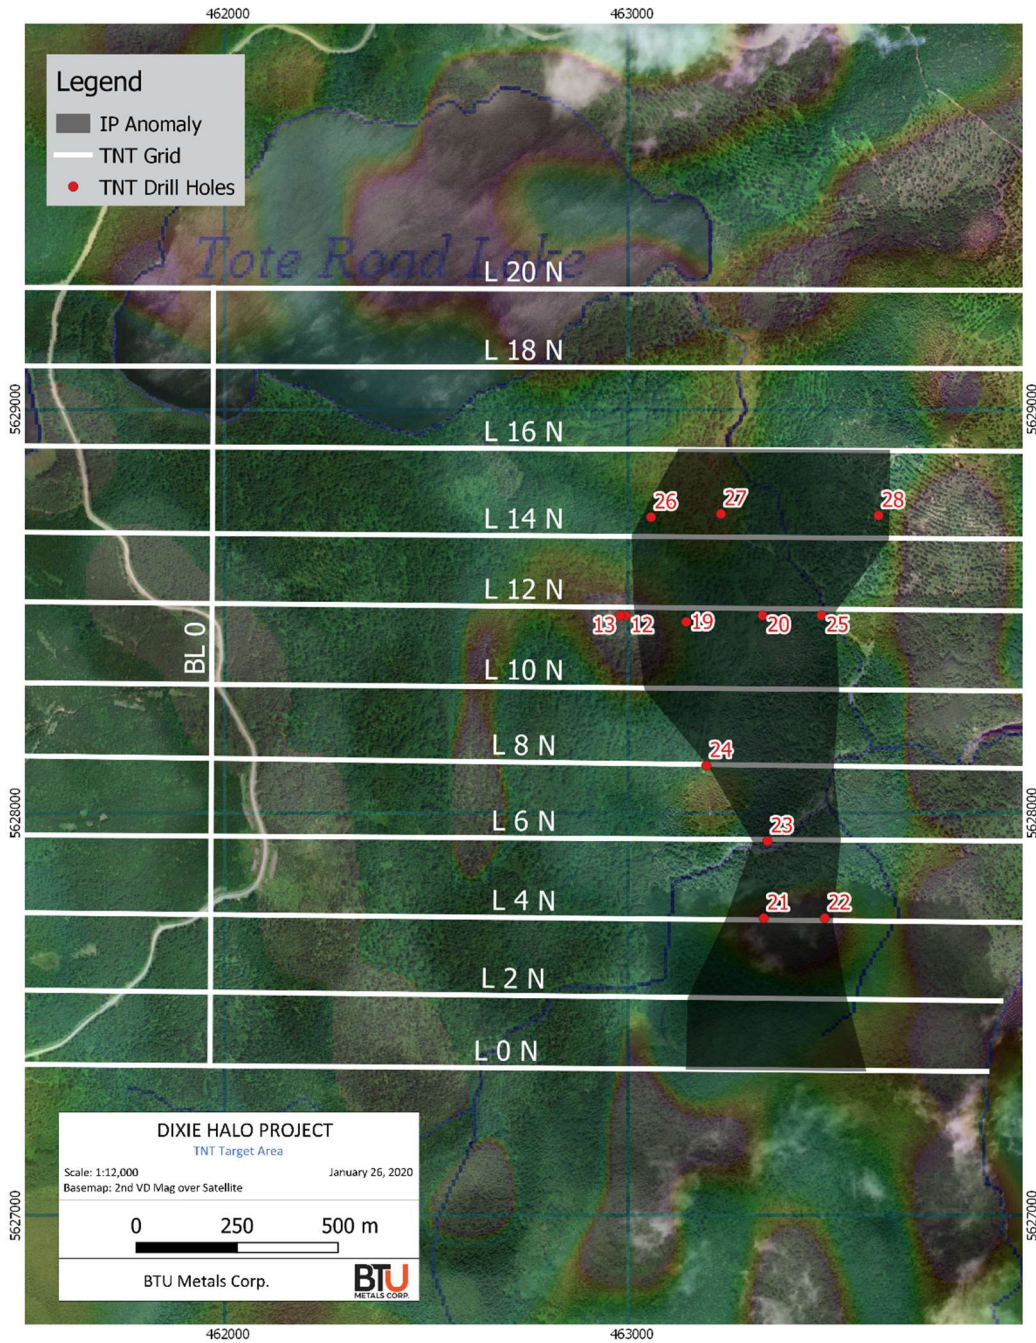 462000
463000
Legend
IP Anomaly
TNT Grid
TNT Drill Holes
Tote Road Lake
L 20 N
L 18 N
5629000
5629000
L 16 N
26
27
28
L 14 N
L 12 N
13
12
19
20
25
BL 0
L 10 N
L 8 N
24
5628000
5628000
L 6 N
23
L 4 N
21
22
L 2 N
L 0 N
DIXIE HALO PROJECT
TNT Target Area
Scale: 1:12,000
January 26, 2020
Basemap: 2nd VD Mag over Satellite
0
250
500 m
BTU Metals Corp.
BTU
METALS CORP.
5627000
5627000
462000
463000